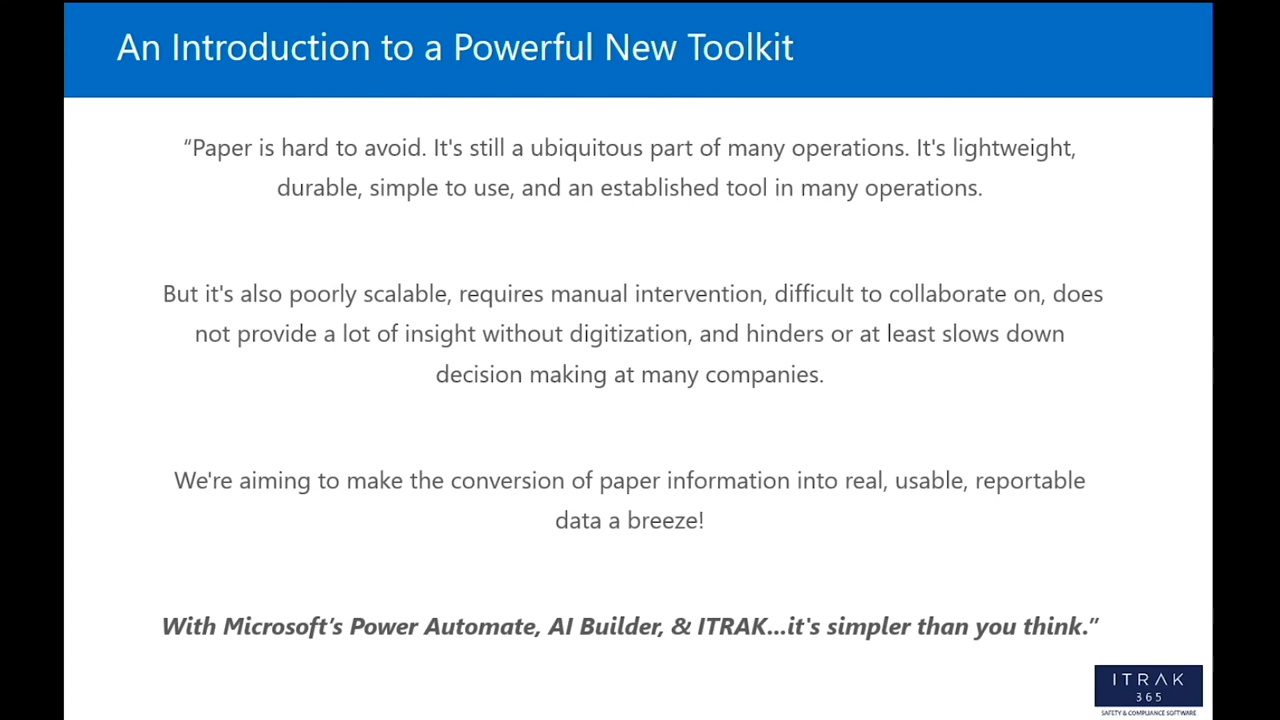 An Introduction to a Powerful New Toolkit
“Paper is hard to avoid. It's still a ubiquitous part of many operations. It's lightweight,
durable, simple to use, and an established tool in many operations.
But it's also poorly scalable, requires manual intervention, difficult to collaborate on, does
not provide a lot of insight without digitization, and hinders or at least slows down
decision making at many companies.
We're aiming to make the conversion of paper information into real, usable, reportable
data a breeze!
With Microsoft’s Power Automate, AI Builder, & ITRAK...it's simpler than you think.”
ITRAK
365
SAFETY & COMPLIANCE SOFTWARE